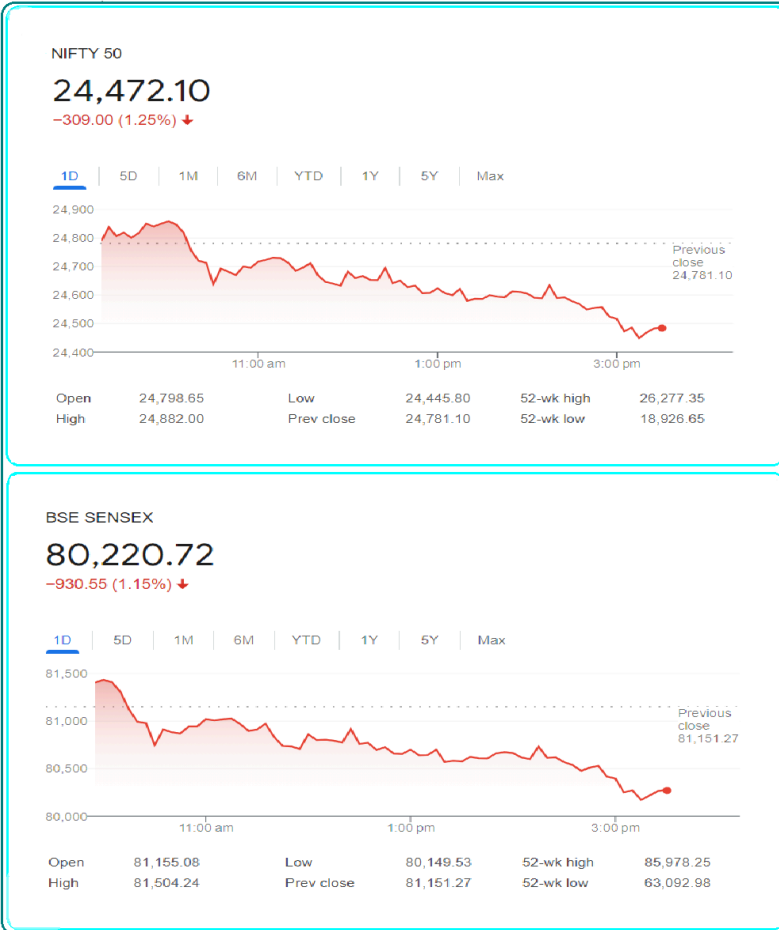 NIFTY 50
24,472.10
−309.00 (1.25%)
1D 5D 1M 6M YTD 1Y 5Y Max
24,900
24,800
24,700
24,600
24,500
24,400
Previous
close
24,781.10
11:00 am 1:00 pm 3:00 pm
Open 24,798.65 Low 24,445.80 52-wk high 26,277.35
High 24,882.00 Prev close 24,781.10 52-wk low 18,926.65
BSE SENSEX
80,220.72
−930.55 (1.15%)
1D 5D 1M 6M YTD 1Y 5Y Max
81,500
81,000
80,500
80,000
Previous
close
81,151.27
11:00 am 1:00 pm 3:00 pm
Open 81,155.08 Low 80,149.53 52-wk high 85,978.25
High 81,504.24 Prev close 81,151.27 52-wk low 63,092.98